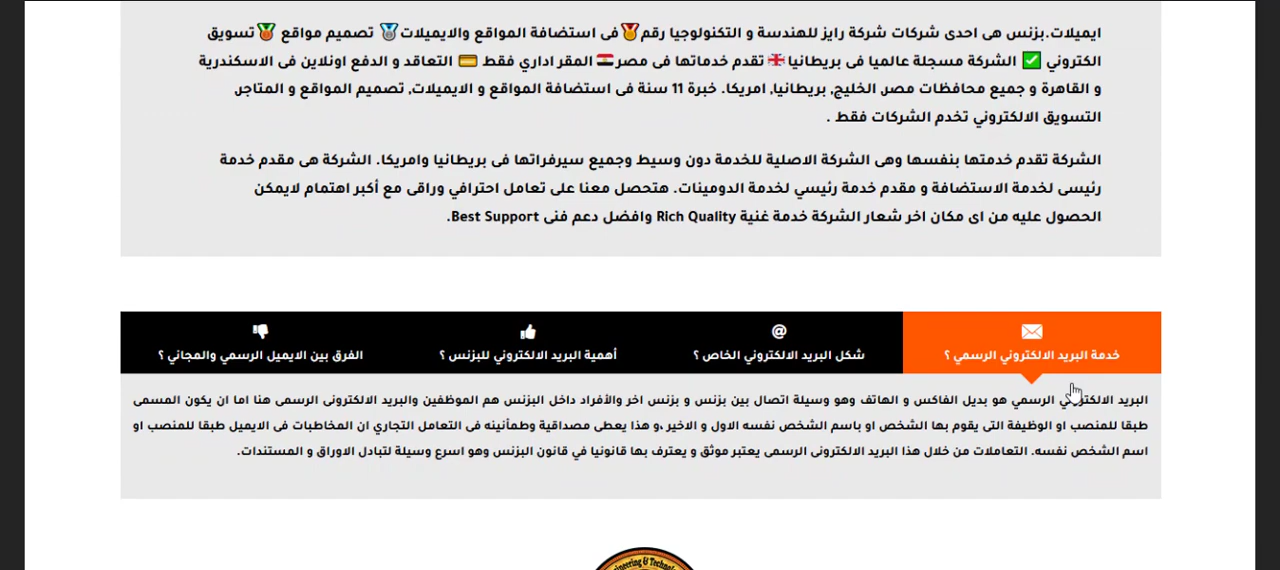 ايميلات.بزنس هى احدى شركات شركة رايز للهندسة و التكنولوجيا رقم🥇فى استضافة المواقع والايميلات🥈 تصميم مواقع 🥉تسويق
الكتروني ✅ الشركة مسجلة عالميا فى بريطانيا🇬🇧 تقدم خدماتها فى مصر🇪🇬 المقر اداري فقط 💳 التعاقد و الدفع اونلاين فى الاسكندرية
و القاهرة و جميع محافظات مصر, الخليج, بريطانيا, امريكا. خبرة 11 سنة فى استضافة المواقع و الايميلات, تصميم المواقع و المتاجر,
التسويق الالكتروني تخدم الشركات فقط .
الشركة تقدم خدمتها بنفسها وهى الشركة الاصلية للخدمة دون وسيط وجميع سيرفراتها فى بريطانيا وامريكا. الشركة هى مقدم خدمة
رئيسى لخدمة الاستضافة و مقدم خدمة رئيسي لخدمة الدومينات. هتحصل معنا على تعامل احترافي وراقى مع أكبر اهتمام لايمكن
الحصول عليه من اى مكان اخر شعار الشركة خدمة غنية Rich Quality وافضل دعم فنى Best Support.
خدمة البريد الالكتروني الرسمي ؟
شكل البريد الالكتروني الخاص ؟
أهمية البريد الالكتروني للبزنس ؟
الفرق بين الايميل الرسمي والمجاني ؟
البريد الالكتروني الرسمي هو بديل الفاكس و الهاتف وهو وسيلة اتصال بين بزنس و بزنس اخر والأفراد داخل البزنس هم الموظفين والبريد الالكترونى الرسمى هنا اما ان يكون المسمى
طبقا للمنصب او الوظيفة التى يقوم بها الشخص او باسم الشخص نفسه الاول و الاخير ،و هذا يعطى مصداقية وطمأنينه فى التعامل التجاري ان المخاطبات فى الايميل طبقا للمنصب او
اسم الشخص نفسه. التعاملات من خلال هذا البريد الالكترونى الرسمى يعتبر موثق و يعترف بها قانونيا في قانون البزنس وهو اسرع وسيلة لتبادل الاوراق و المستندات.